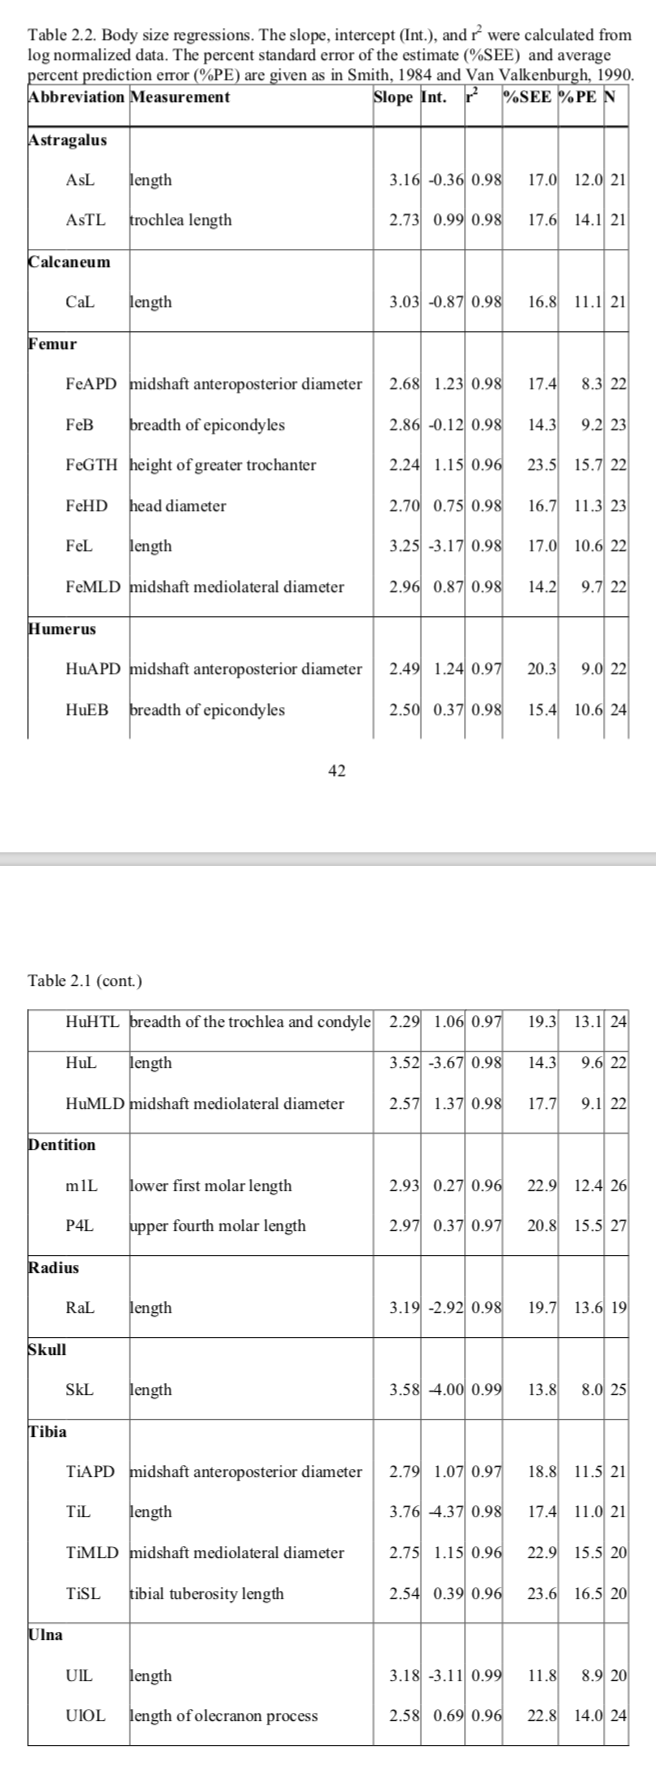 Table 2.2. Body size regressions. The slope, intercept (Int.), and r² were calculated from
log normalized data. The percent standard error of the estimate (%SEE) and average
percent prediction error (%PE) are given as in Smith, 1984 and Van Valkenburgh, 1990.
Abbreviation Measurement Slope Int. r² %SEE %PE N
Astragalus
AsL length 3.16 -0.36 0.98 17.0 12.0 21
AsTL trochlea length 2.73 0.99 0.98 17.6 14.1 21
Calcaneum
CaL length 3.03 -0.87 0.98 16.8 11.1 21
Femur
FeAPD midshaft anteroposterior diameter 2.68 1.23 0.98 17.4 8.3 22
FeB breadth of epicondyles 2.86 -0.12 0.98 14.3 9.2 23
FeGTH height of greater trochanter 2.24 1.15 0.96 23.5 15.7 22
FeHD head diameter 2.70 0.75 0.98 16.7 11.3 23
FeL length 3.25 -3.17 0.98 17.0 10.6 22
FeMLD midshaft mediolateral diameter 2.96 0.87 0.98 14.2 9.7 22
Humerus
HuAPD midshaft anteroposterior diameter 2.49 1.24 0.97 20.3 9.0 22
HuEB breadth of epicondyles 2.50 0.37 0.98 15.4 10.6 24
42
Table 2.1 (cont.)
HuHTL breadth of the trochlea and condyle 2.29 1.06 0.97 19.3 13.1 24
HuL length 3.52 -3.67 0.98 14.3 9.6 22
HuMLD midshaft mediolateral diameter 2.57 1.37 0.98 17.7 9.1 22
Dentition
m1L lower first molar length 2.93 0.27 0.96 22.9 12.4 26
P4L upper fourth molar length 2.97 0.37 0.97 20.8 15.5 27
Radius
RaL length 3.19 -2.92 0.98 19.7 13.6 19
Skull
SkL length 3.58 -4.00 0.99 13.8 8.0 25
Tibia
TiAPD midshaft anteroposterior diameter 2.79 1.07 0.97 18.8 11.5 21
TiL length 3.76 -4.37 0.98 17.4 11.0 21
TiMLD midshaft mediolateral diameter 2.75 1.15 0.96 22.9 15.5 20
TiSL tibial tuberosity length 2.54 0.39 0.96 23.6 16.5 20
Ulna
UlL length 3.18 -3.11 0.99 11.8 8.9 20
UlOL length of olecranon process 2.58 0.69 0.96 22.8 14.0 24